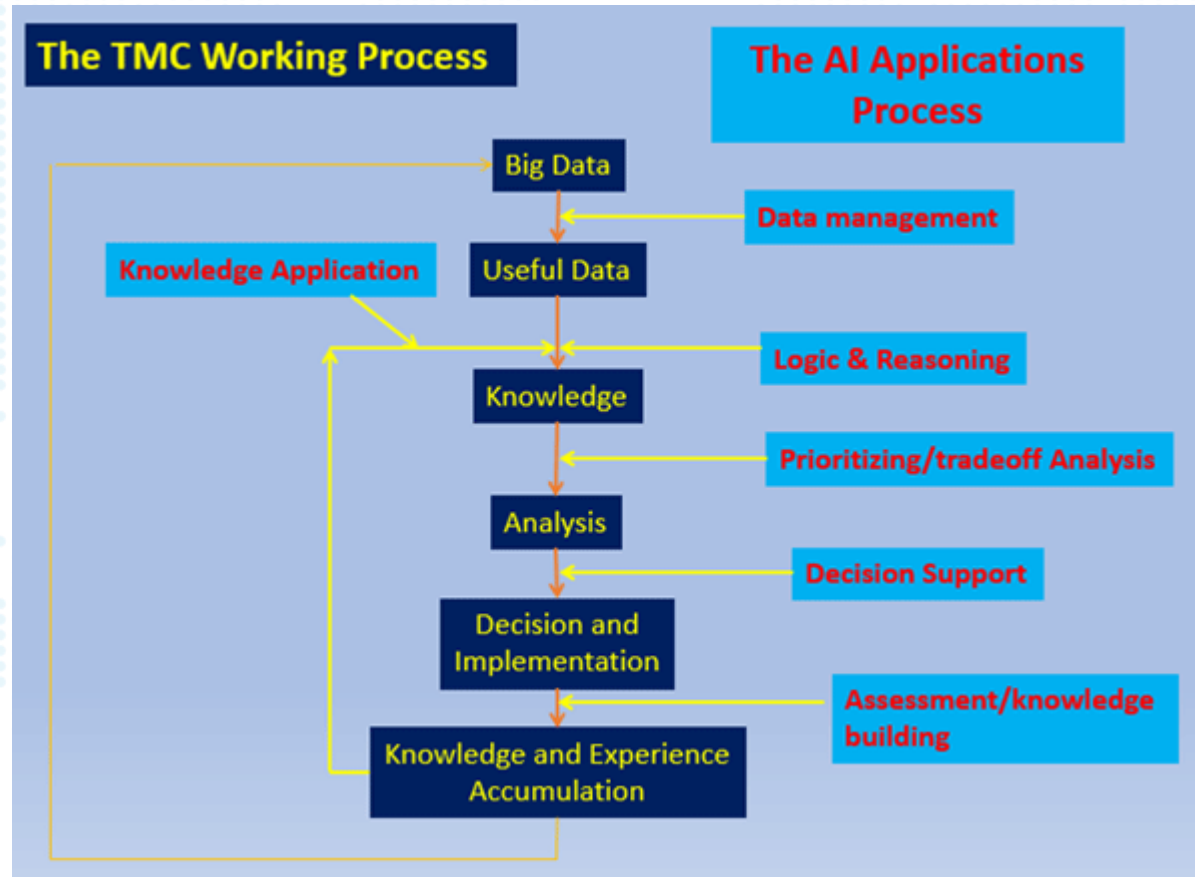 The TMC Working Process
The AI Applications
Process
Big Data
Data management
Useful Data
Knowledge Application
Logic & Reasoning
Knowledge
Prioritizing/tradeoff Analysis
Analysis
Decision Support
Decision and
Implementation
Assessment/knowledge
building
Knowledge and Experience
Accumulation